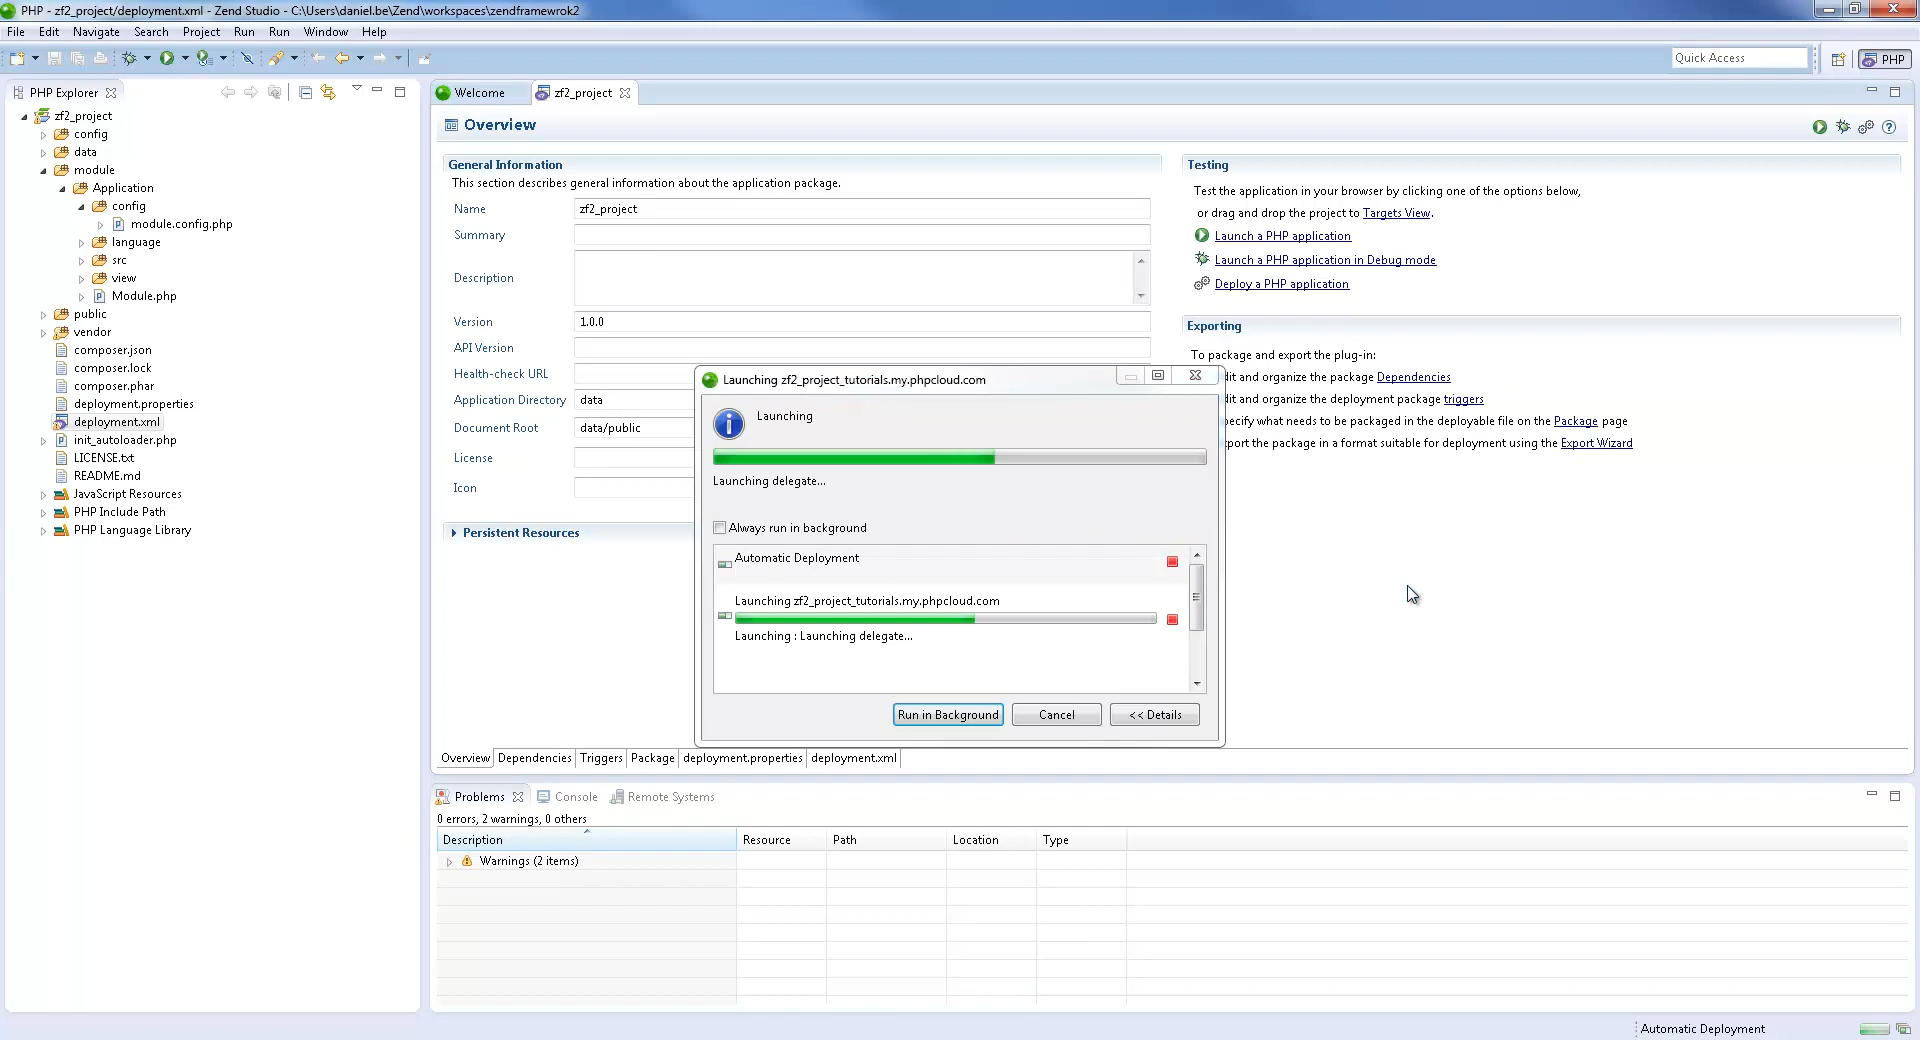 PHP - zf2_project/deployment.xml - Zend Studio - C:\Users\daniel.be\Zend\workspaces\zendframewrok2
File Edit Navigate Search Project Run Run Window Help
Quick Access
PHP
PHP Explorer
zf2_project
config
data
module
Application
config
module.config.php
language
src
view
Module.php
public
vendor
composer.json
composer.lock
composer.phar
deployment.properties
deployment.xml
init_autoloader.php
LICENSE.txt
README.md
JavaScript Resources
PHP Include Path
PHP Language Library
Welcome zf2_project
Overview
General Information
This section describes general information about the application package.
Name zf2_project
Summary
Description
Version 1.0.0
API Version
Health-check URL
Application Directory data
Document Root data/public
License
Icon
Persistent Resources
Testing
Test the application in your browser by clicking one of the options below,
or drag and drop the project to Targets View.
Launch a PHP application
Launch a PHP application in Debug mode
Deploy a PHP application
Exporting
To package and export the plug-in:
dit and organize the package Dependencies
dit and organize the deployment package triggers
pecify what needs to be packaged in the deployable file on the Package page
xport the package in a format suitable for deployment using the Export Wizard
Launching zf2_project_tutorials.my.phpcloud.com
Launching
Launching delegate...
Always run in background
Automatic Deployment
Launching zf2_project_tutorials.my.phpcloud.com
Launching : Launching delegate...
Run in Background Cancel << Details
Overview Dependencies Triggers Package deployment.properties deployment.xml
Problems Console Remote Systems
0 errors, 2 warnings, 0 others
Description Resource Path Location Type
Warnings (2 items)
Automatic Deployment